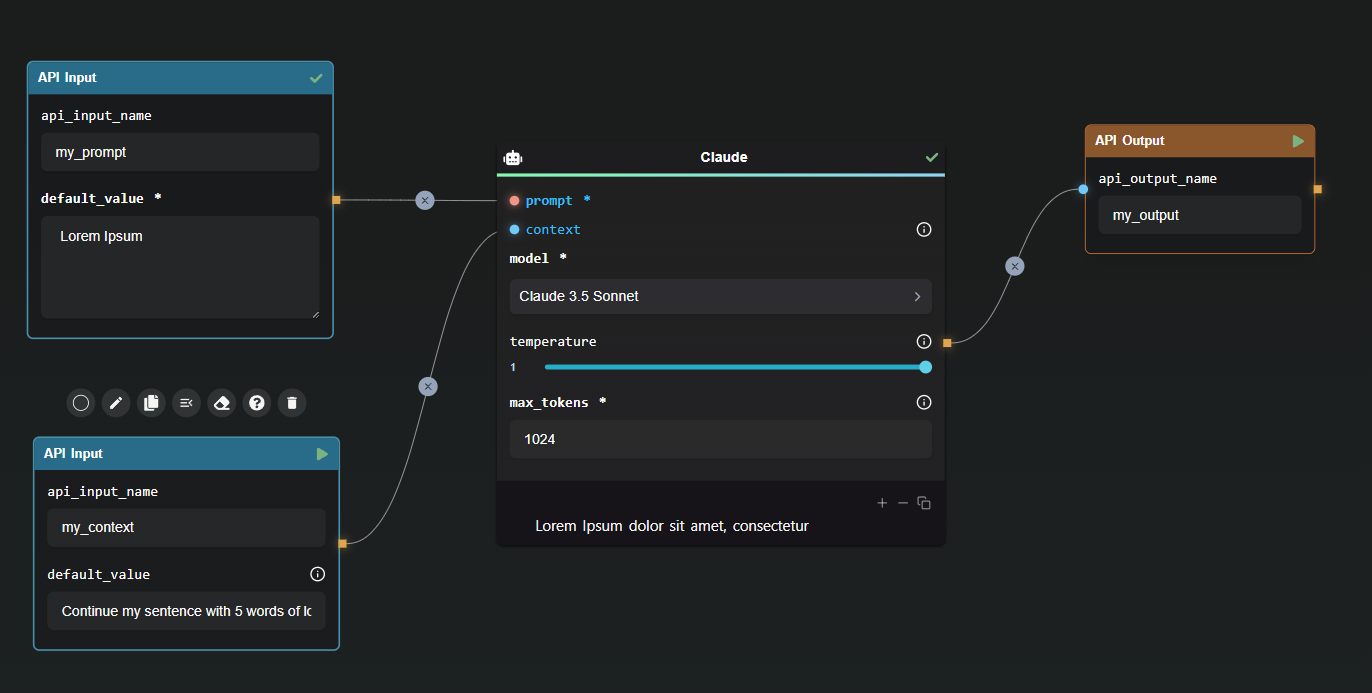 API Input
api_input_name
my_prompt
default_value *
Lorem Ipsum
API Input
api_input_name
my_context
default_value
Continue my sentence with 5 words of
Claude
prompt *
context
model *
Claude 3.5 Sonnet
temperature
1
max_tokens *
1024
Lorem Ipsum dolor sit amet, consectetur
API Output
api_output_name
my_output